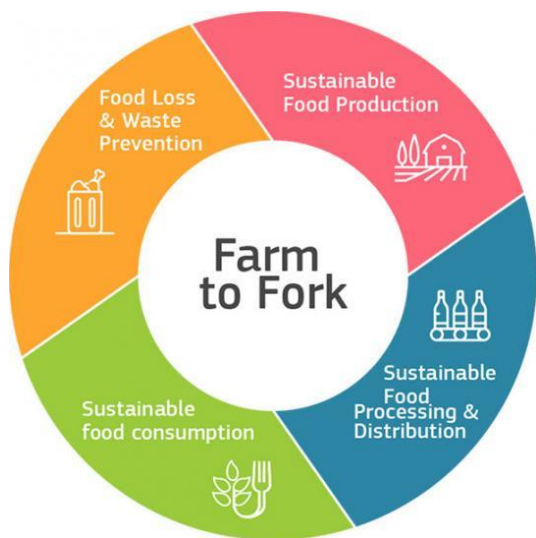 Farm
to Fork
Sustainable
Food Production
Sustainable
Food
Processing &
Distribution
Sustainable
food consumption
Food Loss
& Waste
Prevention